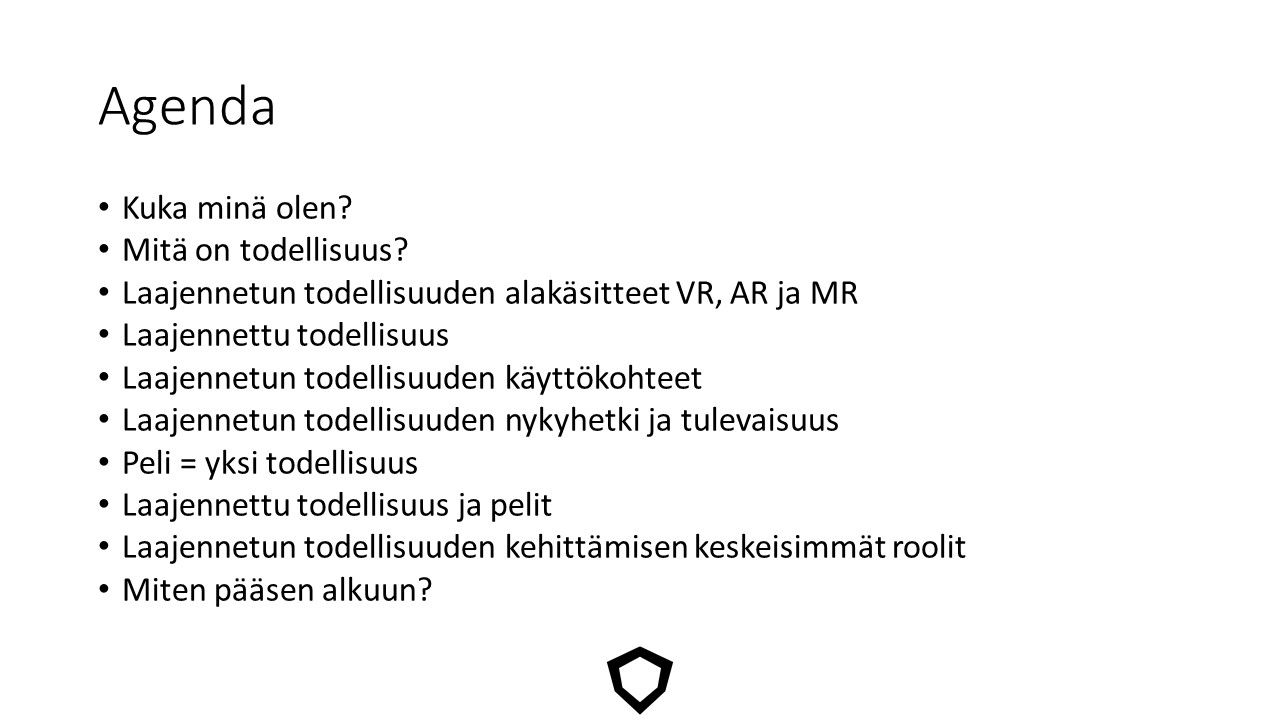 Agenda
• Kuka minä olen?
• Mitä on todellisuus?
• Laajennetun todellisuuden alakäsitteet VR, AR ja MR
• Laajennettu todellisuus
• Laajennetun todellisuuden käyttökohteet
• Laajennetun todellisuuden nykyhetki ja tulevaisuus
• Peli = yksi todellisuus
• Laajennettu todellisuus ja pelit
• Laajennetun todellisuuden kehittämisen keskeisimmät roolit
• Miten pääsen alkuun?